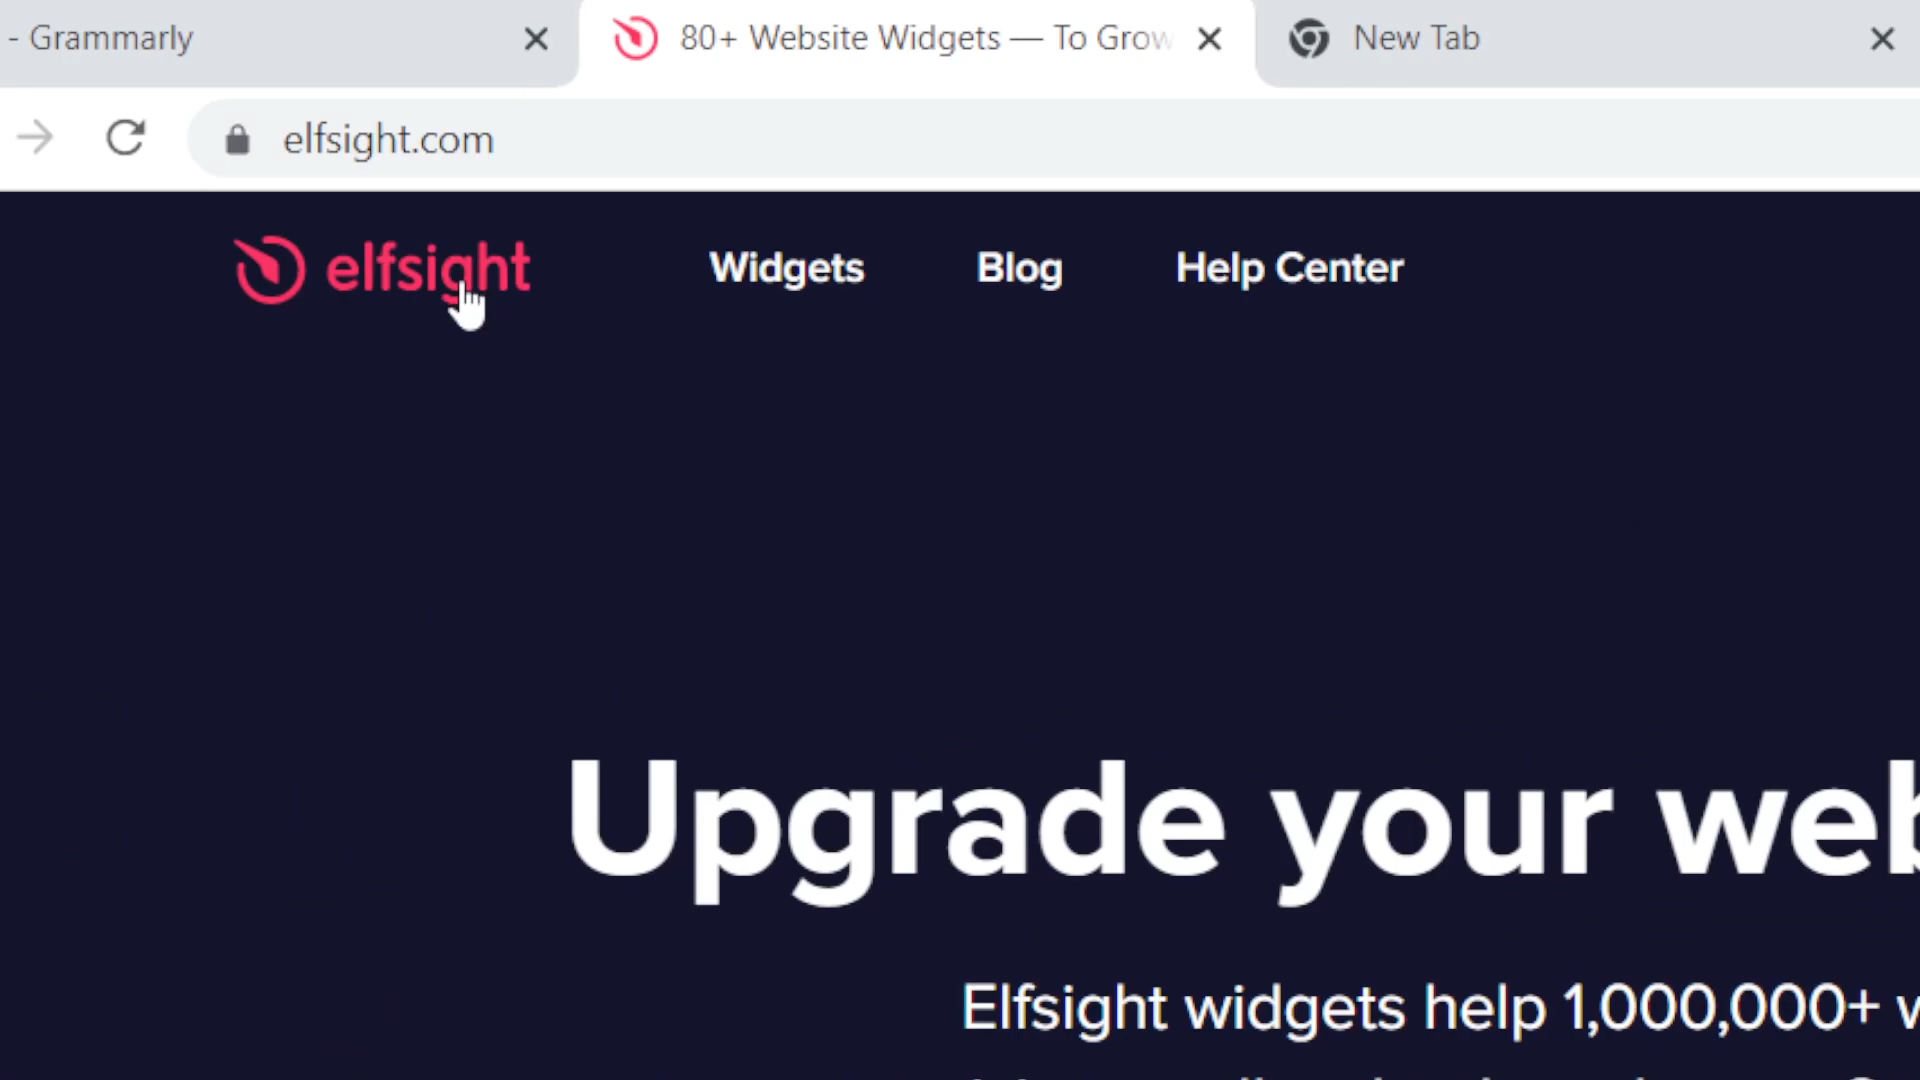 - Grammarly
80+ Website Widgets — To Grow
New Tab
elfsight.com
elfsight
Widgets
Blog
Help Center
Upgrade your web
Elfsight widgets help 1,000,000+ w